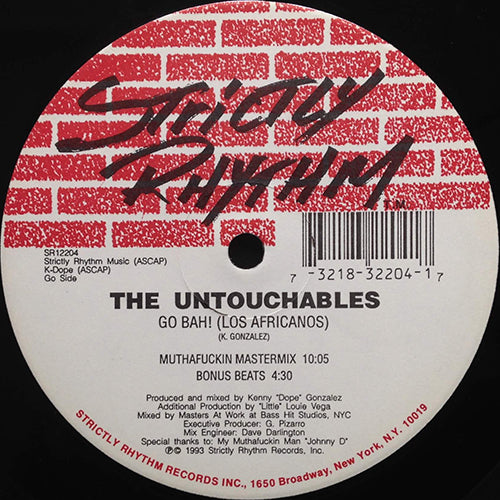 STRICTLY
RHYTHM
T.M.
SR12204
Strictly Rhythm Music (ASCAP)
K-Dope (ASCAP)
Go Side
7 -3218-32204-1 7
THE UNTOUCHABLES
GO BAH! (LOS AFRICANOS)
(K. GONZALEZ)
MUTHAFUCKIN MASTERMIX 10:05
BONUS BEATS 4:30
Produced and mixed by Kenny "Dope" Gonzalez
Additional Production by "Little" Louie Vega
Mixed by Masters At Work at Bass Hit Studios, NYC
Executive Producer: G. Pizarro
Mix Engineer: Dave Darlington
Special thanks to: My Muthafuckin Man "Johnny D"
℗© 1993 Strictly Rhythm Records, Inc.
STRICTLY RHYTHM RECORDS INC., 1650 Broadway, New York, N.Y. 10019